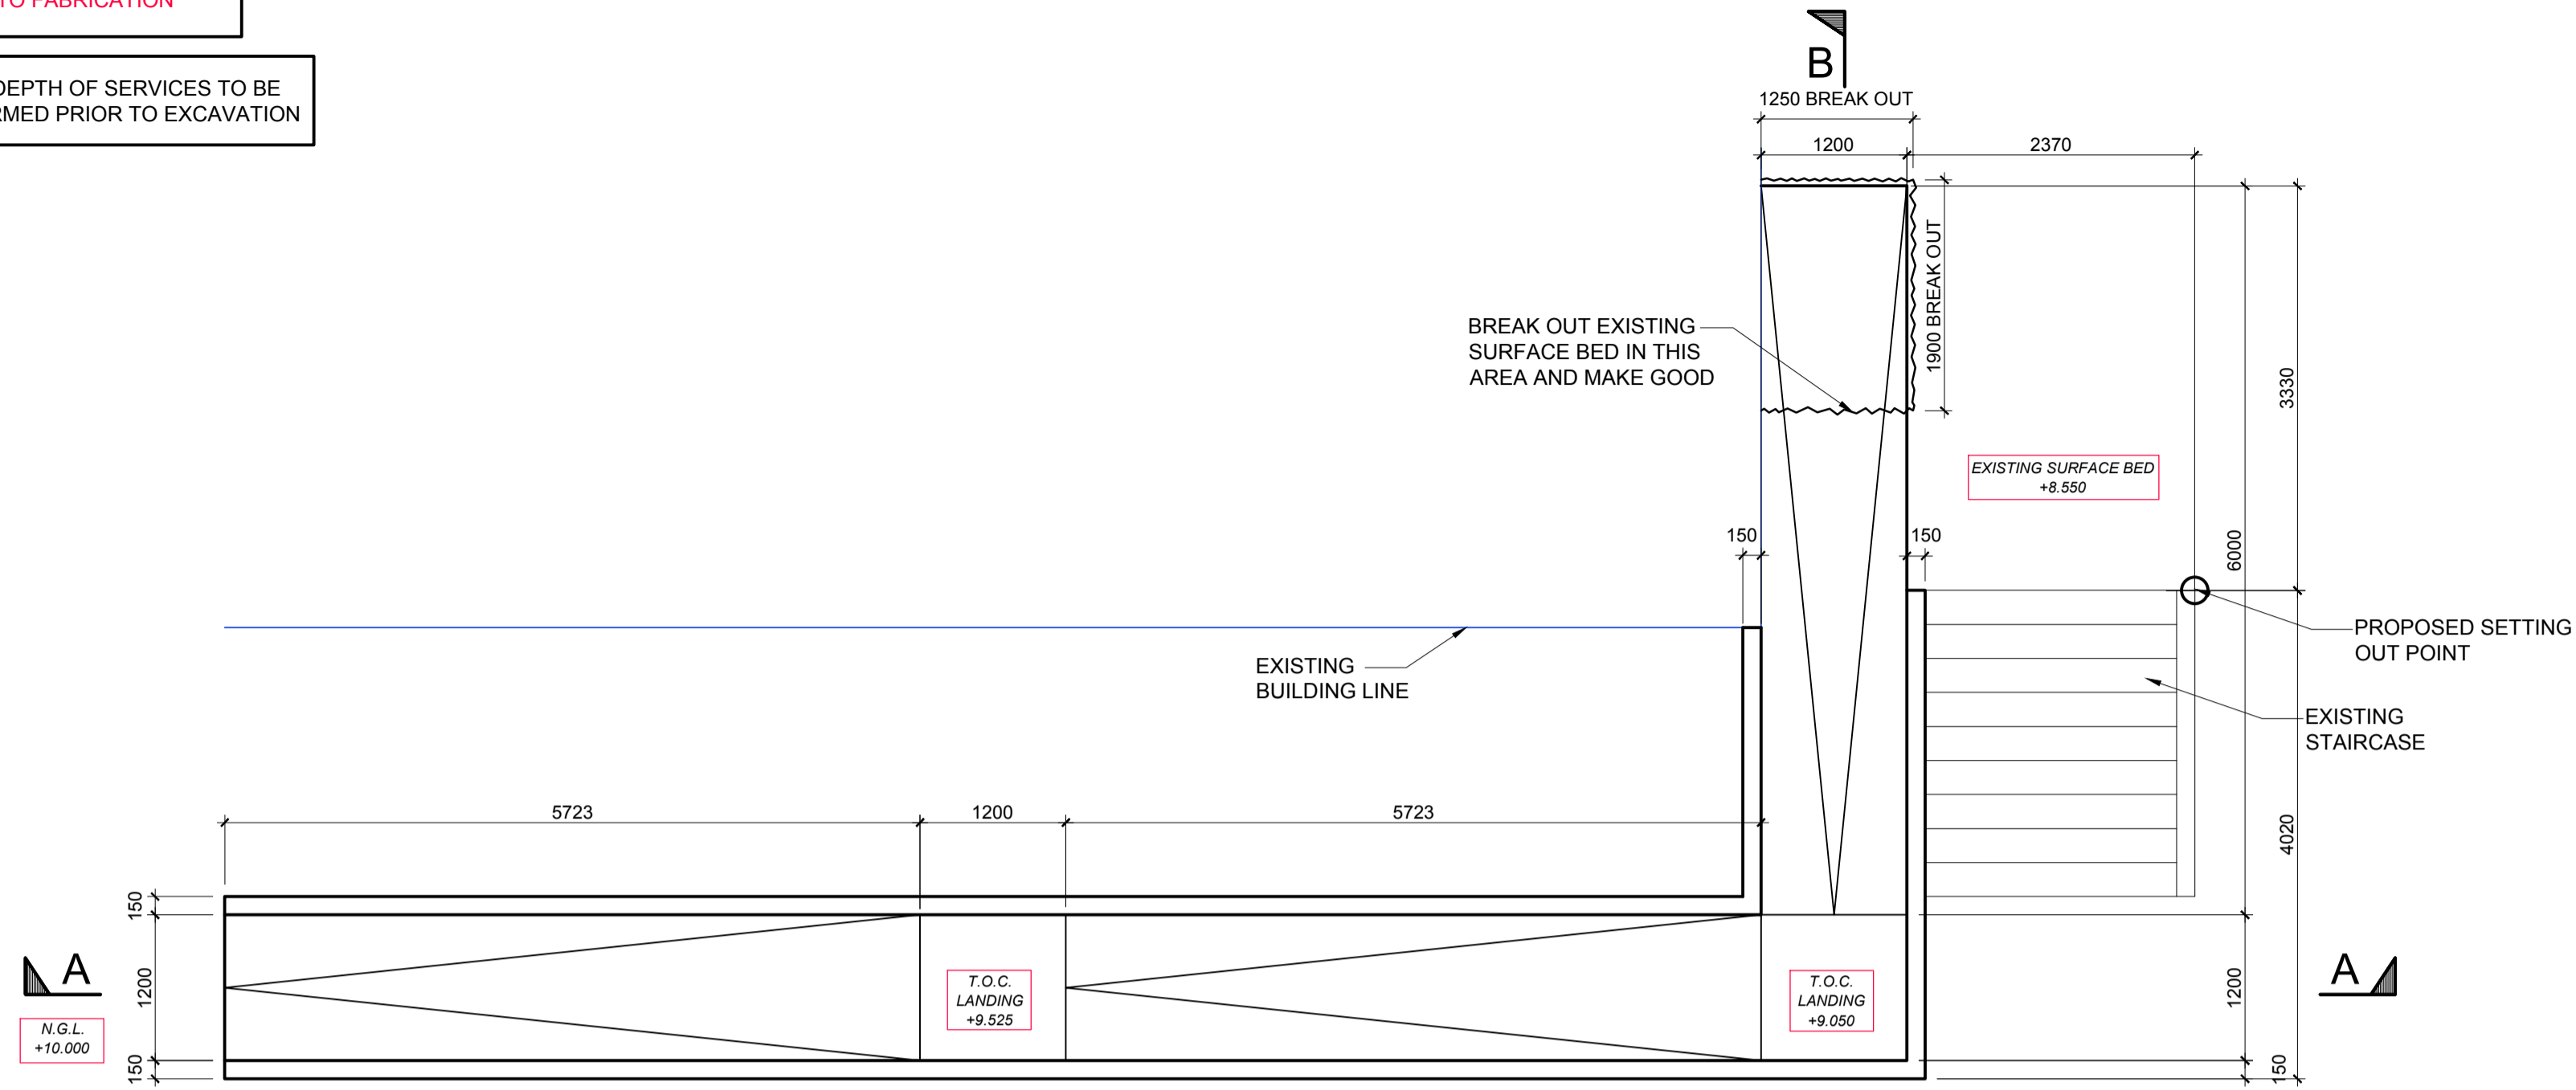 TO FABRICATION
DEPTH OF SERVICES TO BE
PRIOR TO EXCAVATION
B
1250 BREAK OUT
1200
2370
1900 BREAK OUT
BREAK OUT EXISTING
SURFACE BED IN THIS
AREA AND MAKE GOOD
3330
EXISTING SURFACE BED
+8.550
150
150
6000
PROPOSED SETTING
OUT POINT
EXISTING
BUILDING LINE
EXISTING
STAIRCASE
5723
1200
5723
4020
150
1200
150
A
N.G.L.
+10.000
T.O.C.
LANDING
+9.525
T.O.C.
LANDING
+9.050
1200
150
A